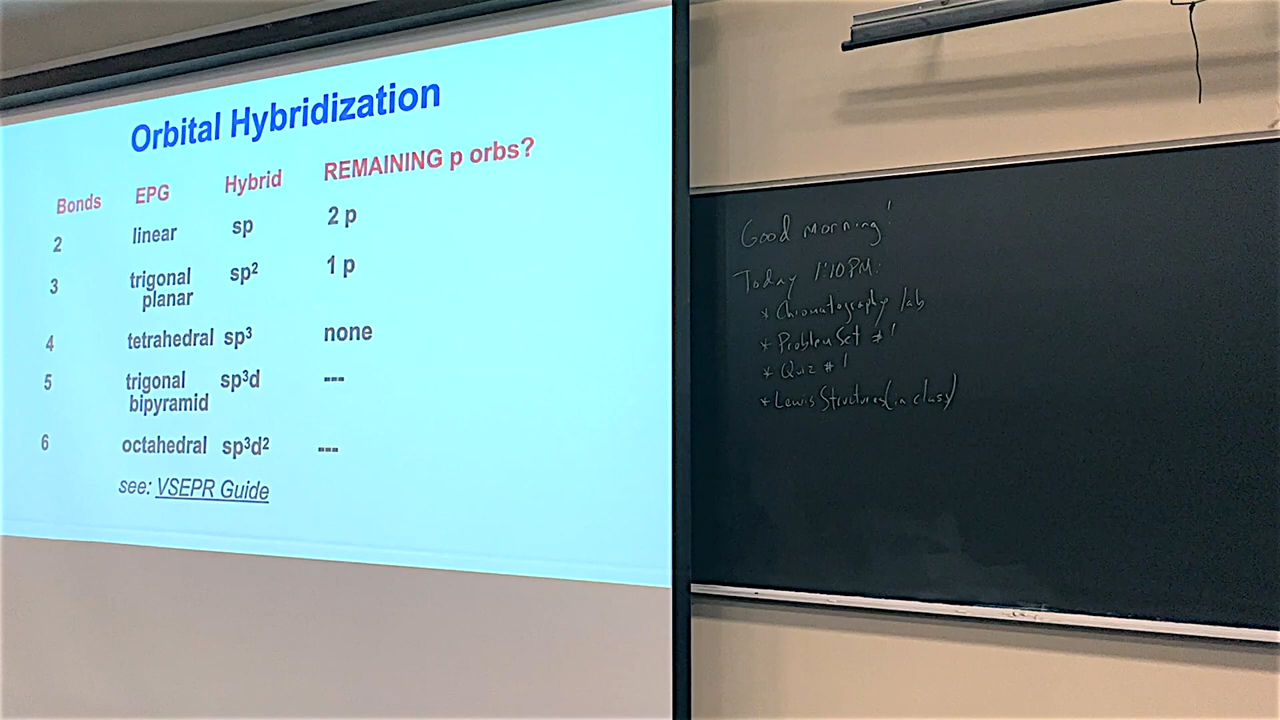 Orbital Hybridization
Bonds EPG Hybrid REMAINING p orbs?
2 linear sp 2 p
3 trigonal planar sp² 1 p
4 tetrahedral sp³ none
5 trigonal bipyramid sp³d ---
6 octahedral sp³d² ---
see: VSEPR Guide
Good Morning!
Today 1:10PM:
* Chromatography lab
* Problem Set #1
* Quiz #1
* Lewis Structures (in class)